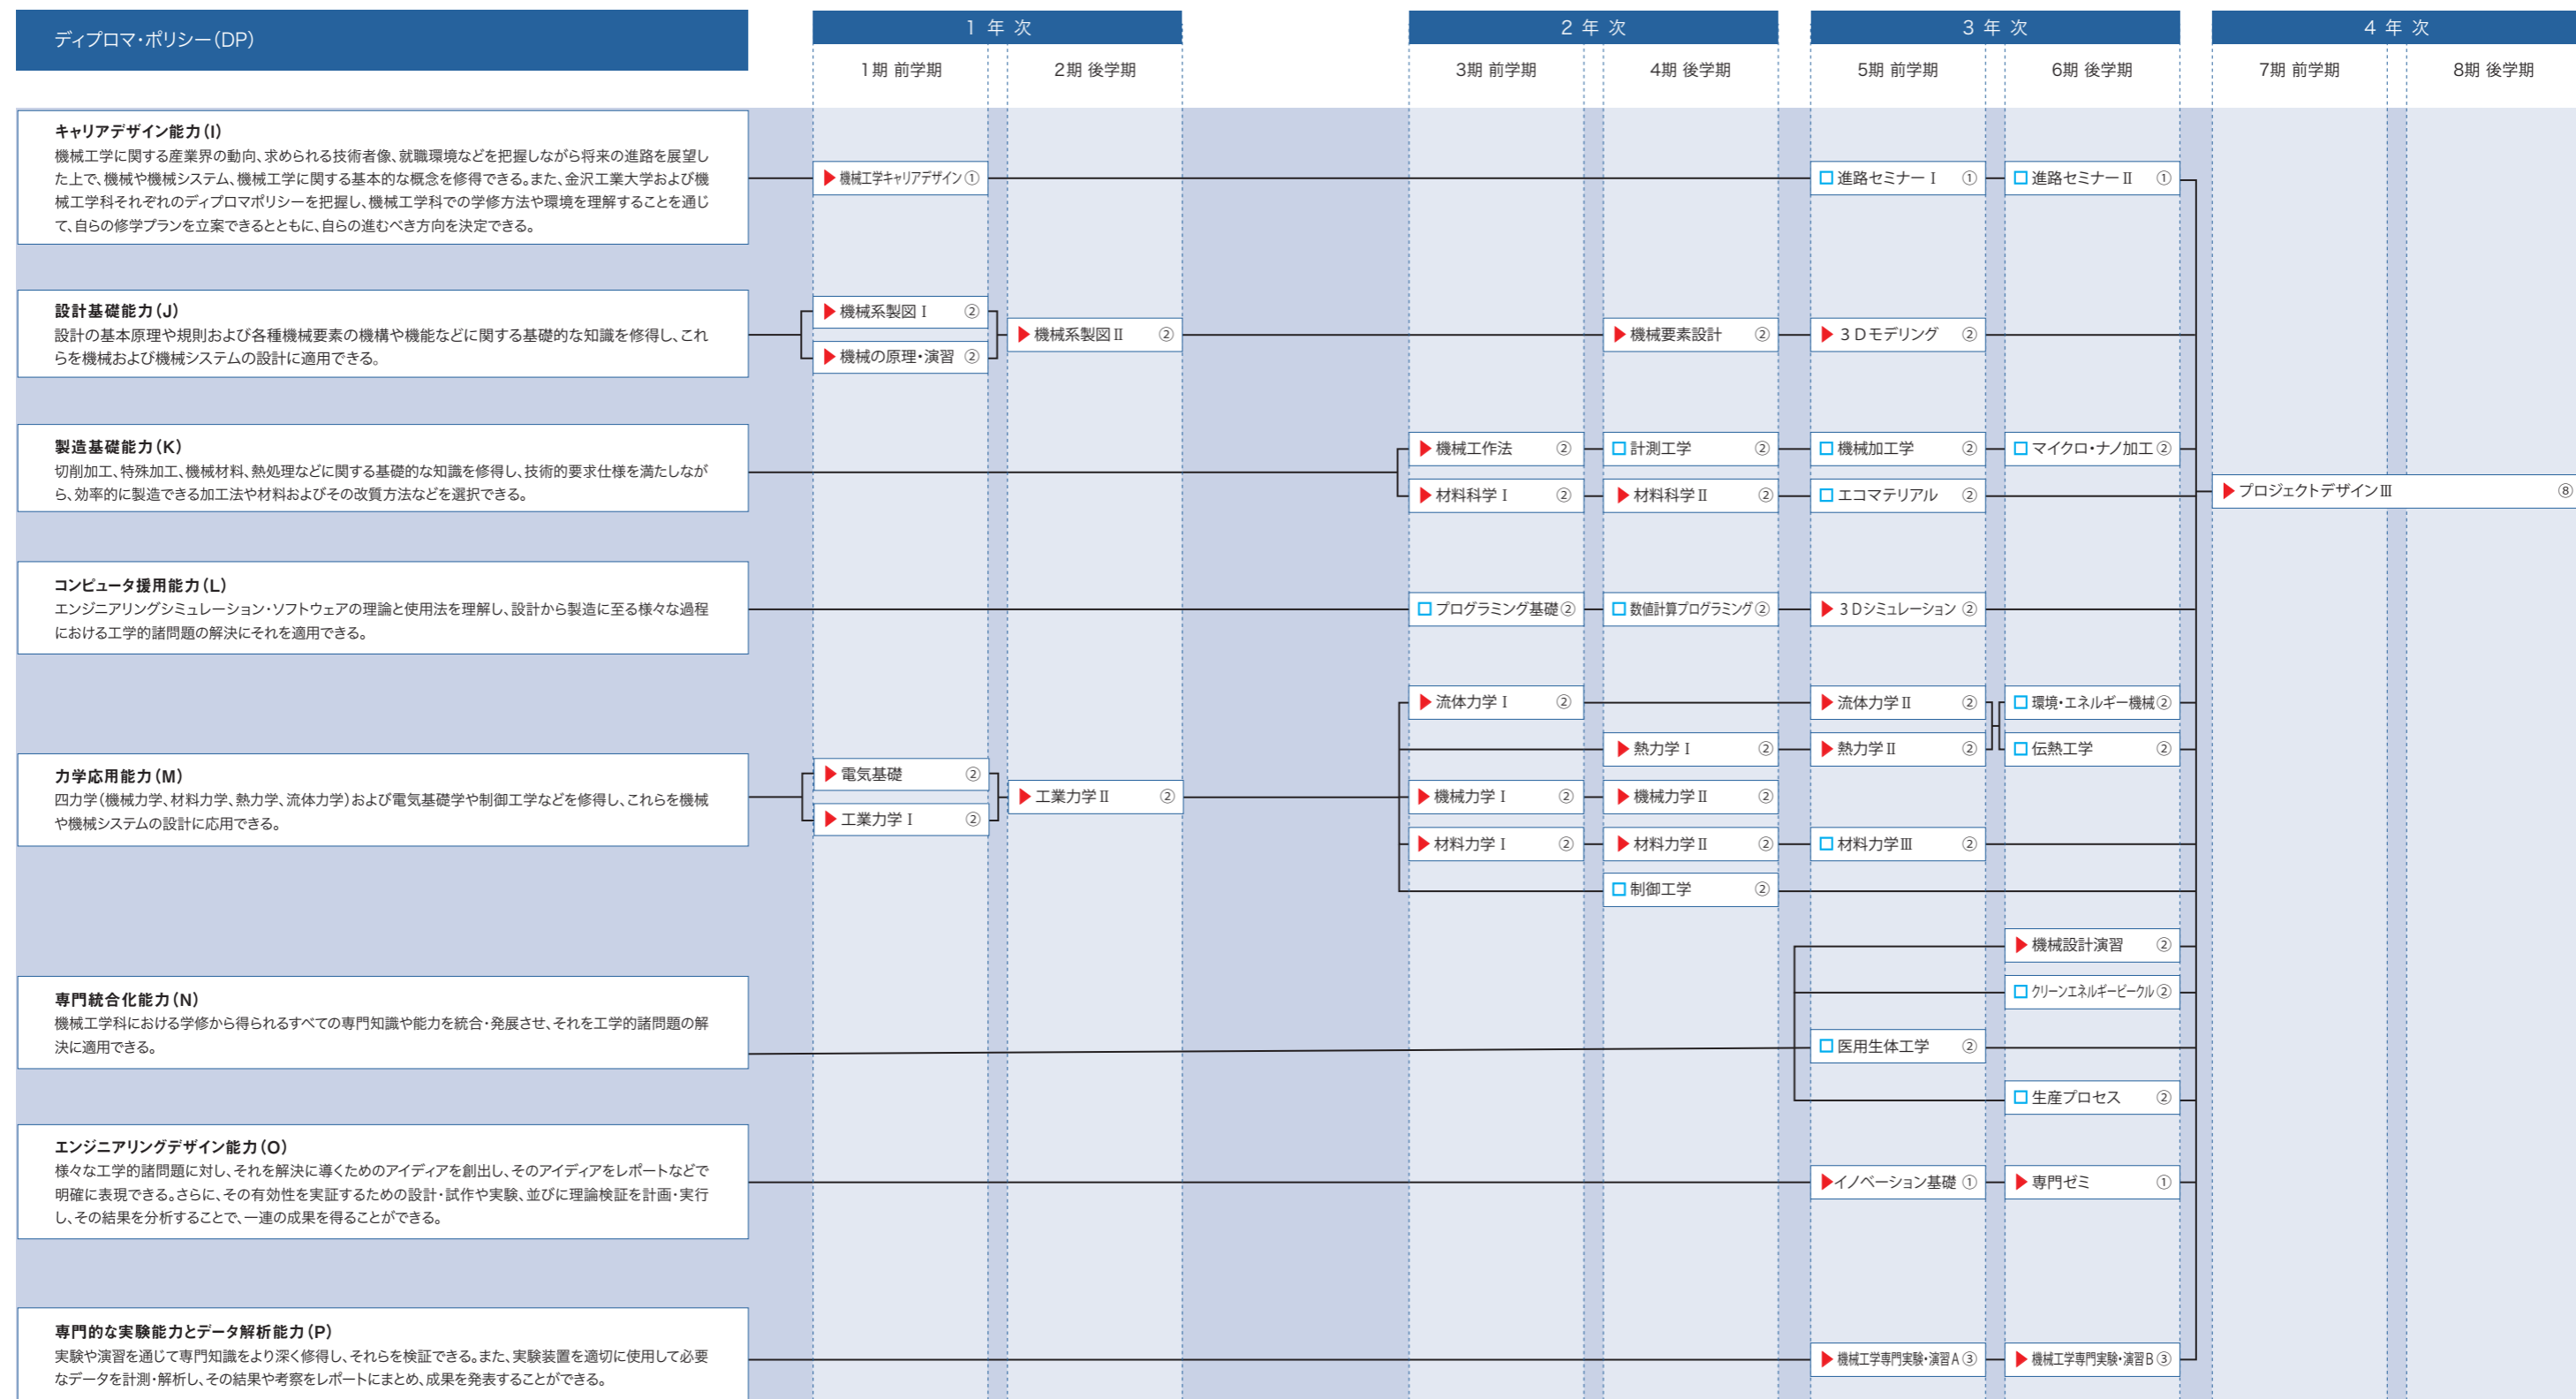 ディプロマ・ポリシー(DP)
1 年 次
2 年 次
3 年 次
4 年 次
1期 前学期
2期 後学期
3期 前学期
4期 後学期
5期 前学期
6期 後学期
7期 前学期
8期 後学期
キャリアデザイン能力(I)
機械工学に関する産業界の動向、求められる技術者像、就職環境などを把握しながら将来の進路を展望し
た上で、機械や機械システム、機械工学に関する基本的な概念を修得できる。また、金沢工業大学および機
械工学科それぞれのディプロマポリシーを把握し、機械工学科での学修方法や環境を理解することを通じ
て、自らの修学プランを立案できるとともに、自らの進むべき方向を決定できる。
▶機械工学キャリアデザイン①
□進路セミナーⅠ ①
□進路セミナーⅡ ①
設計基礎能力(J)
設計の基本原理や規則および各種機械要素の機構や機能などに関する基礎的な知識を修得し、これ
らを機械および機械システムの設計に適用できる。
▶機械系製図Ⅰ ②
▶機械の原理・演習 ②
▶機械系製図Ⅱ ②
▶機械要素設計 ②
▶3Dモデリング ②
製造基礎能力(K)
切削加工、特殊加工、機械材料、熱処理などに関する基礎的な知識を修得し、技術的要求仕様を満たしなが
ら、効率的に製造できる加工法や材料およびその改質方法などを選択できる。
▶機械工作法 ②
□計測工学 ②
□機械加工学 ②
□マイクロ・ナノ加工②
▶材料科学Ⅰ ②
▶材料科学Ⅱ ②
□エコマテリアル ②
▶プロジェクトデザインⅢ ⑧
コンピュータ援用能力(L)
エンジニアリングシミュレーション・ソフトウェアの理論と使用法を理解し、設計から製造に至る様々な過程
における工学的諸問題の解決にそれを適用できる。
□プログラミング基礎②
□数値計算プログラミング②
▶3Dシミュレーション ②
力学応用能力(M)
四力学(機械力学、材料力学、熱力学、流体力学)および電気基礎学や制御工学などを修得し、これらを機械
や機械システムの設計に応用できる。
▶電気基礎 ②
▶工業力学Ⅰ ②
▶工業力学Ⅱ ②
▶流体力学Ⅰ ②
▶流体力学Ⅱ ②
□環境・エネルギー機械②
▶熱力学Ⅰ ②
▶熱力学Ⅱ ②
□伝熱工学 ②
▶機械力学Ⅰ ②
▶機械力学Ⅱ ②
▶材料力学Ⅰ ②
▶材料力学Ⅱ ②
□材料力学Ⅲ ②
□制御工学 ②
専門統合化能力(N)
機械工学科における学修から得られるすべての専門知識や能力を統合・発展させ、それを工学的諸問題の解
決に適用できる。
▶機械設計演習 ②
□クリーンエネルギービークル②
□医用生体工学 ②
□生産プロセス ②
エンジニアリングデザイン能力(O)
様々な工学的諸問題に対し、それを解決に導くためのアイディアを創出し、そのアイディアをレポートなどで
明確に表現できる。さらに、その有効性を実証するための設計・試作や実験、並びに理論検証を計画・実行
し、その結果を分析することで、一連の成果を得ることができる。
▶イノベーション基礎 ①
▶専門ゼミ ①
専門的な実験能力とデータ解析能力(P)
実験や演習を通じて専門知識をより深く修得し、それらを検証できる。また、実験装置を適切に使用して必要
なデータを計測・解析し、その結果や考察をレポートにまとめ、成果を発表することができる。
▶機械工学専門実験・演習A③
▶機械工学専門実験・演習B③